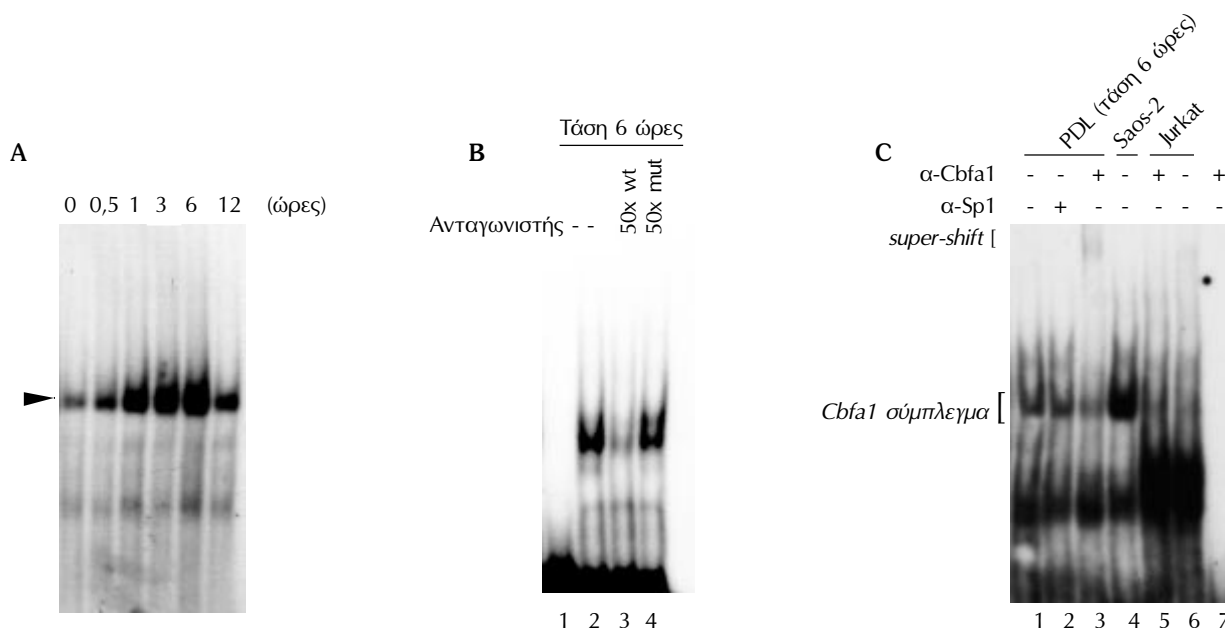 A
0 0,5 1 3 6 12 (ώρες)
B
Τάση 6 ώρες
Ανταγωνιστής - - 50x wt 50x mut
1 2 3 4
C
PDL (τάση 6 ώρες) Saos-2 Jurkat
α-Cbfa1 - - + - + - +
α-Sp1 - + - - - - -
super-shift [
Cbfa1 σύμπλεγμα [
1 2 3 4 5 6 7